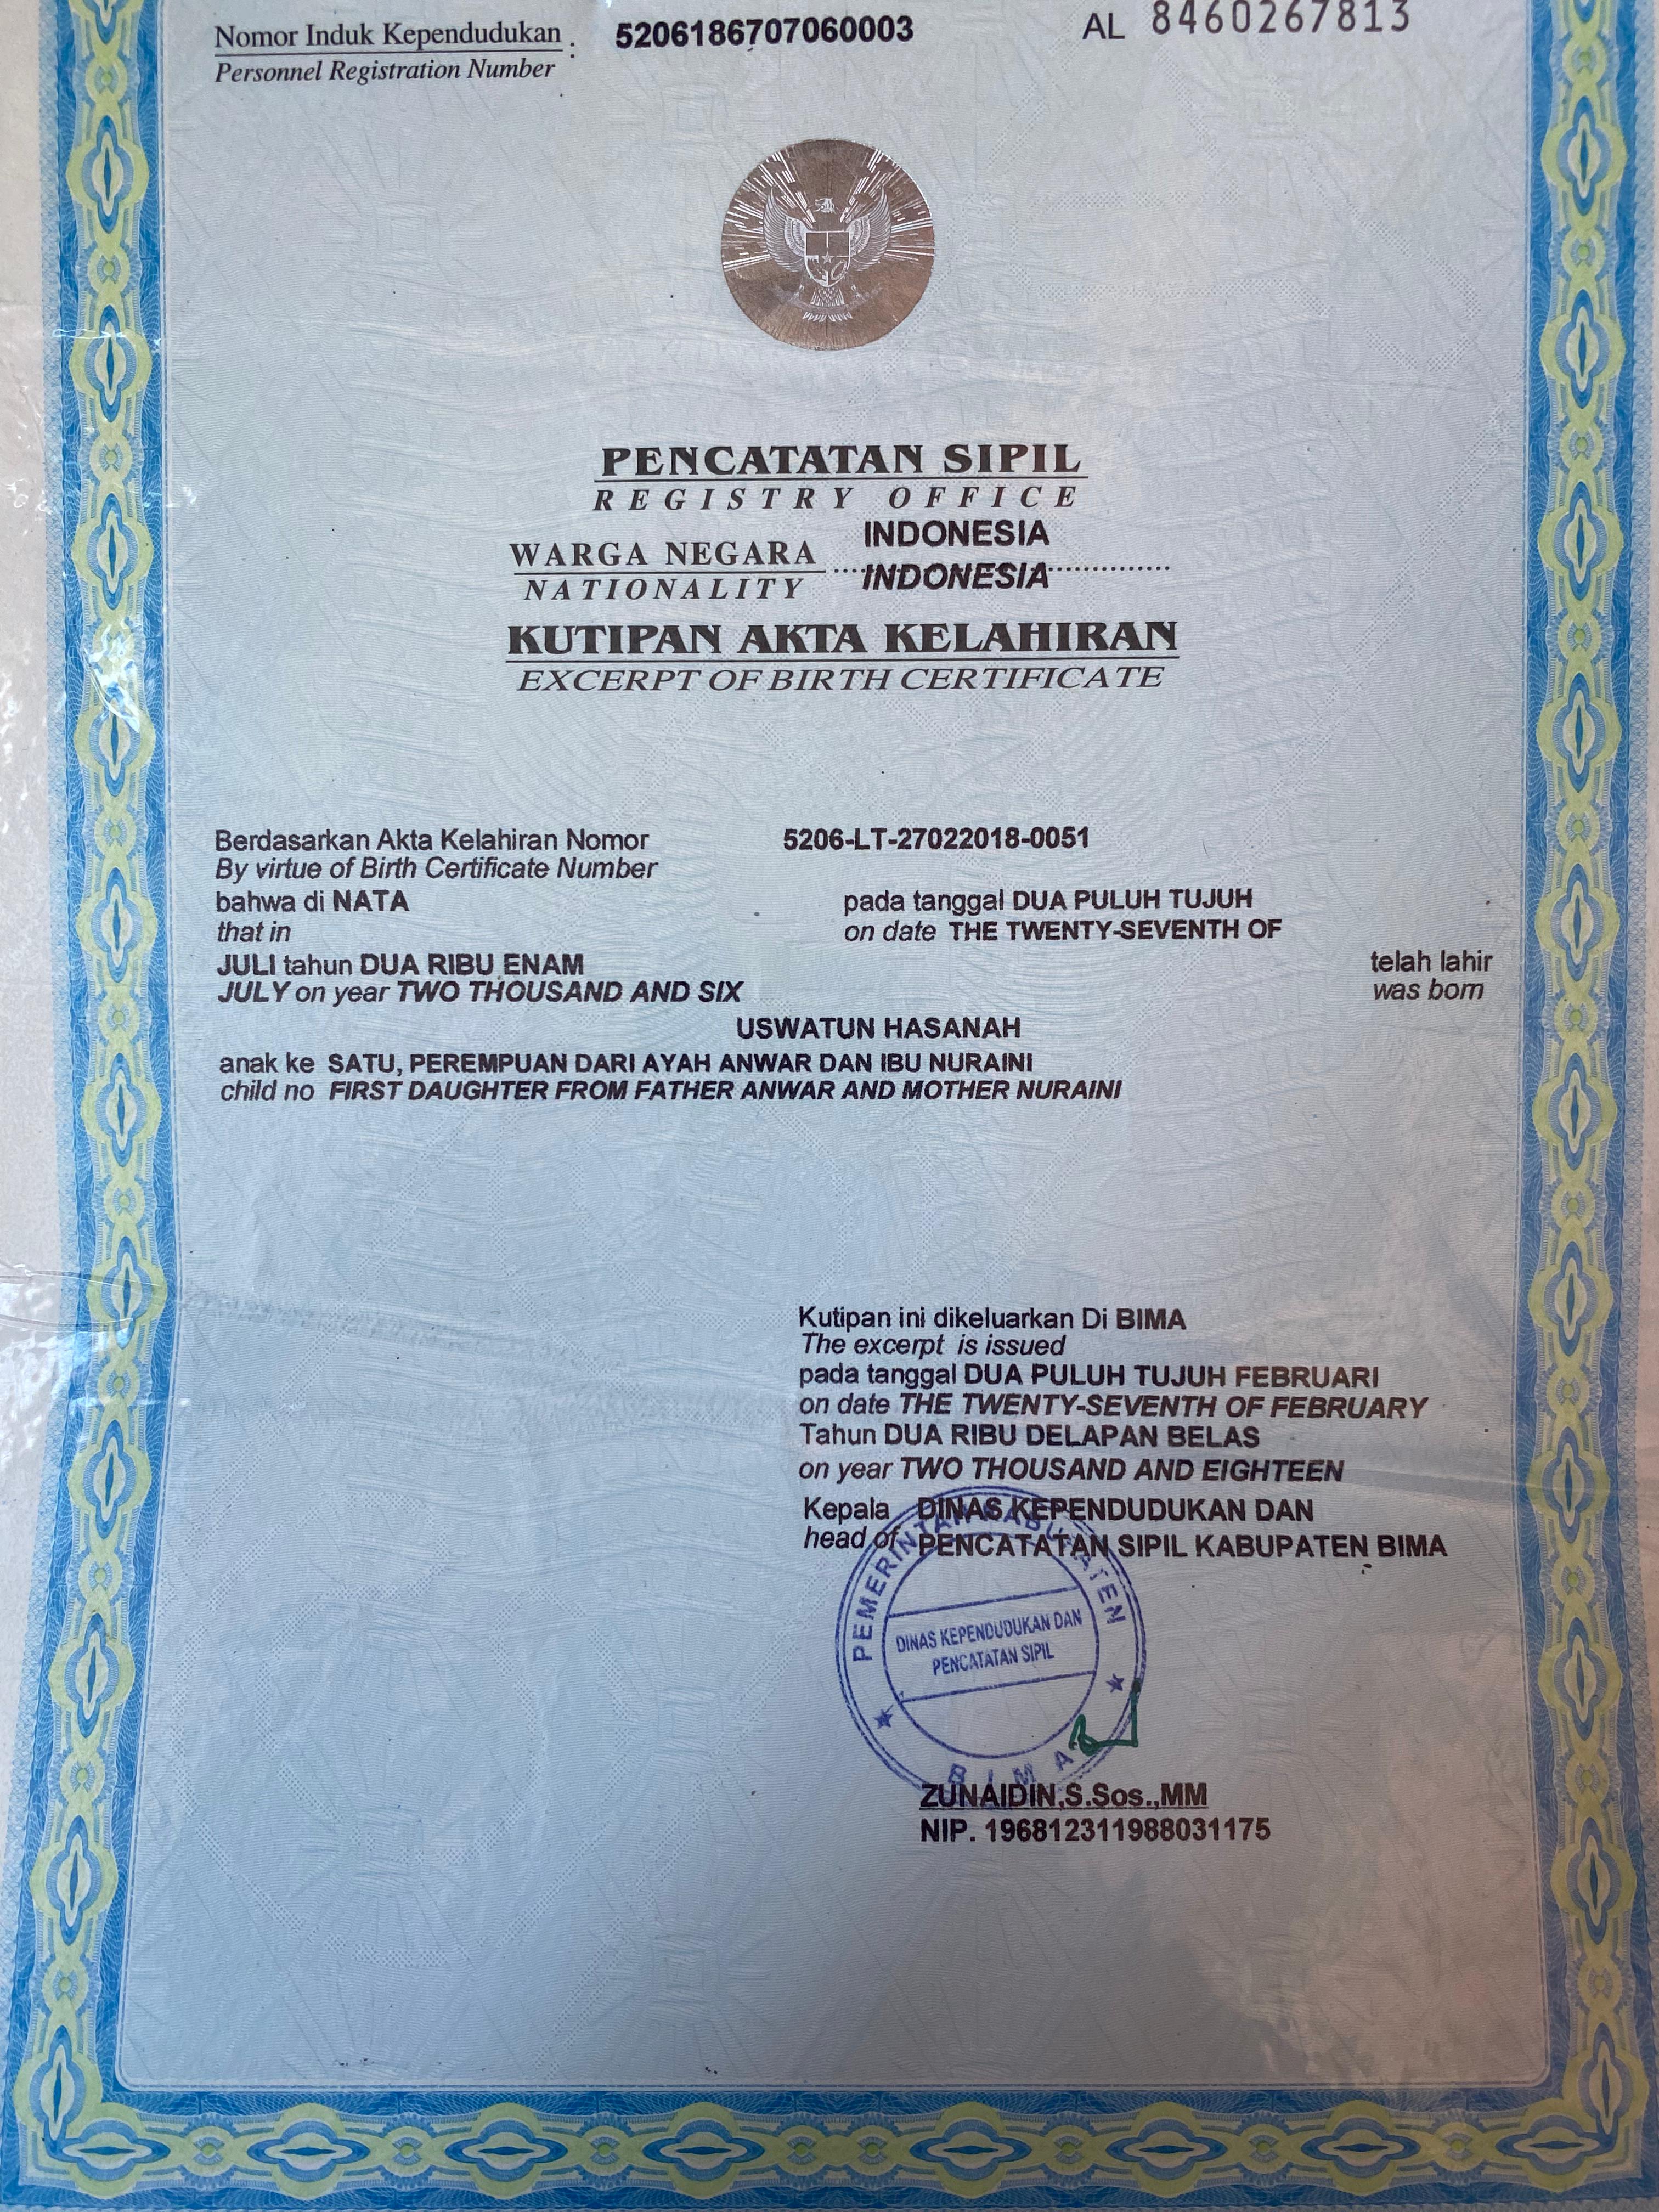 Nomor Induk Kependudukan : 5206186707060003 AL 8460267813
Personnel Registration Number
PENCATATAN SIPIL
REGISTRY OFFICE
WARGA NEGARA INDONESIA
NATIONALITY INDONESIA
KUTIPAN AKTA KELAHIRAN
EXCERPT OF BIRTH CERTIFICATE
Berdasarkan Akta Kelahiran Nomor 5206-LT-27022018-0051
By virtue of Birth Certificate Number
bahwa di NATA pada tanggal DUA PULUH TUJUH
that in on date THE TWENTY-SEVENTH OF
JULI tahun DUA RIBU ENAM telah lahir
JULY on year TWO THOUSAND AND SIX was born
USWATUN HASANAH
anak ke SATU, PEREMPUAN DARI AYAH ANWAR DAN IBU NURAINI
child no FIRST DAUGHTER FROM FATHER ANWAR AND MOTHER NURAINI
Kutipan ini dikeluarkan Di BIMA
The excerpt is issued
pada tanggal DUA PULUH TUJUH FEBRUARI
on date THE TWENTY-SEVENTH OF FEBRUARY
Tahun DUA RIBU DELAPAN BELAS
on year TWO THOUSAND AND EIGHTEEN
Kepala DINAS KEPENDUDUKAN DAN
head of PENCATATAN SIPIL KABUPATEN BIMA
PEMERINTAH KABUPATEN
DINAS KEPENDUDUKAN DAN
PENCATATAN SIPIL
★ BIMA ★
ZUNAIDIN,S.Sos.,MM
NIP. 196812311988031175